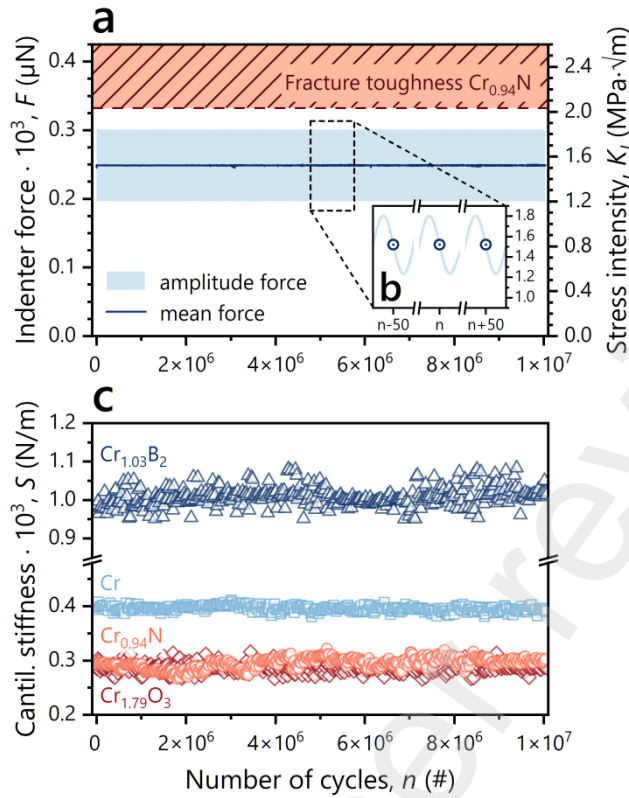 a
0.4
0.3
0.2
0.1
0.0
Indenter force · 10³, F (µN)
Fracture toughness Cr₀.₉₄N
2.4
2.0
1.6
1.2
0.8
0.4
0.0
Stress intensity, K_I (MPa·√m)
amplitude force
mean force
b
1.8
1.6
1.4
1.2
1.0
n-50 n n+50
0 2×10⁶ 4×10⁶ 6×10⁶ 8×10⁶ 1×10⁷
c
1.2
1.1
1.0
0.9
0.4
0.3
0.2
Cantil. stiffness · 10³, S (N/m)
Cr₁.₀₃B₂
Cr
Cr₀.₉₄N
Cr₁.₇₉O₃
0 2×10⁶ 4×10⁶ 6×10⁶ 8×10⁶ 1×10⁷
Number of cycles, n (#)